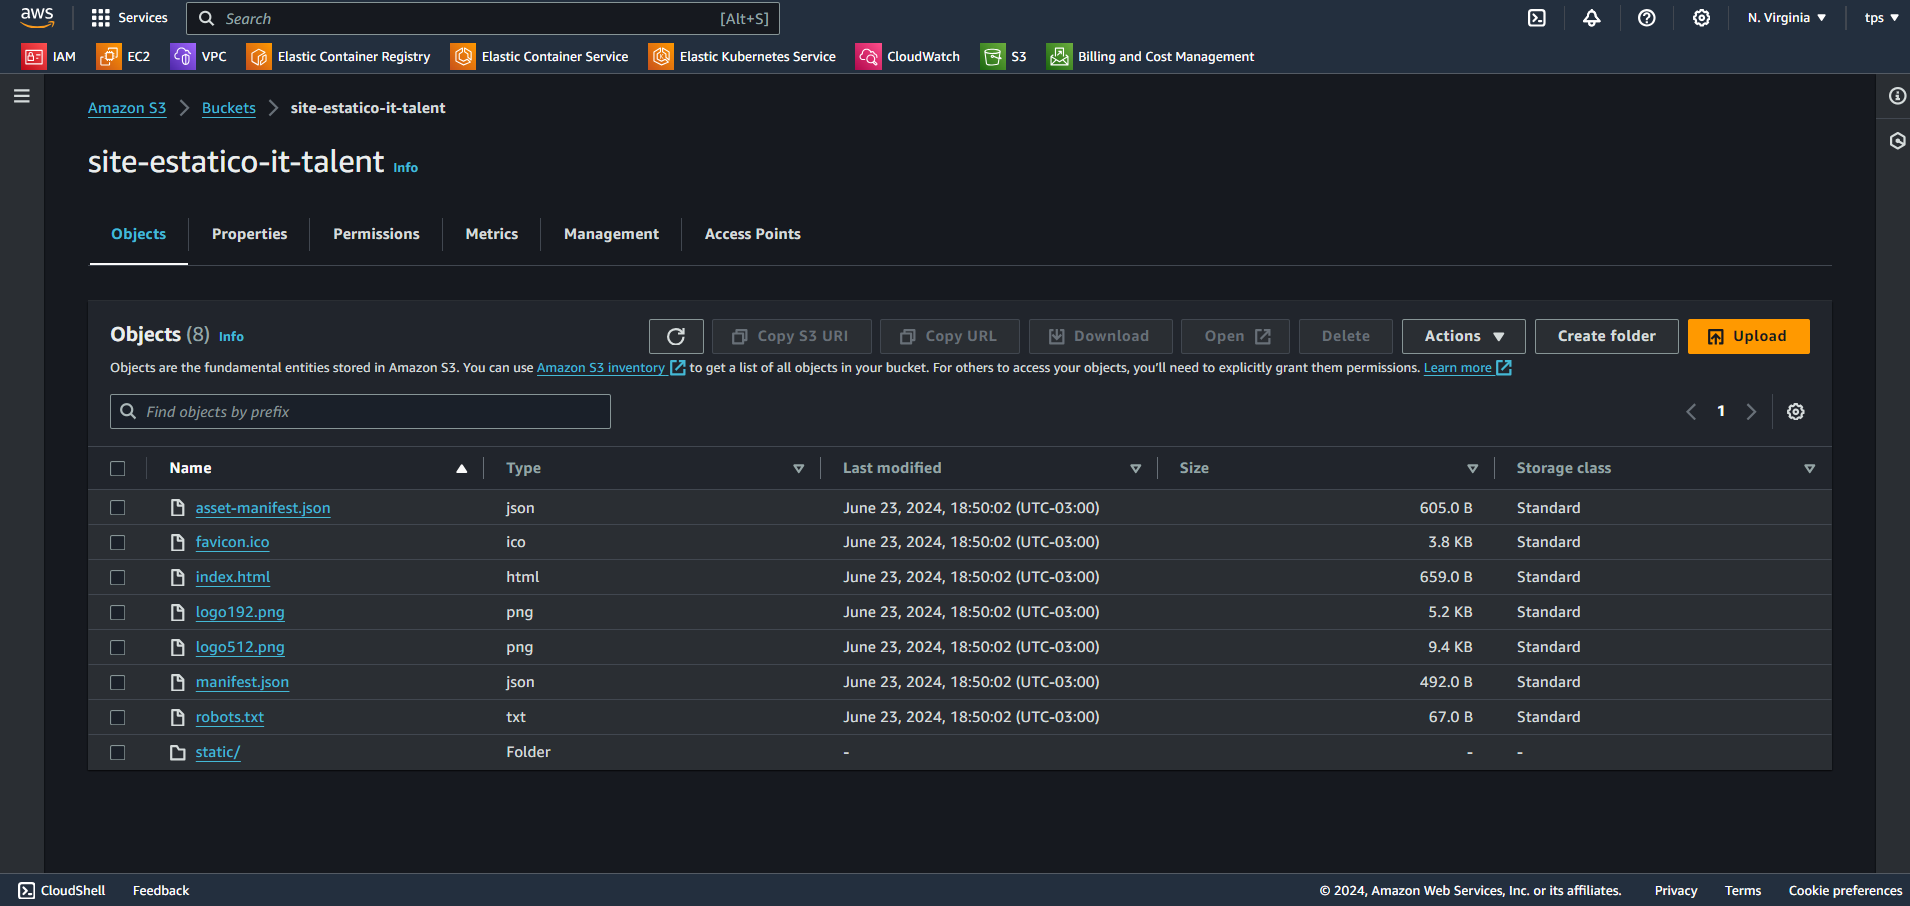 aws Services Search [Alt+S] N. Virginia tps
IAM EC2 VPC Elastic Container Registry Elastic Container Service Elastic Kubernetes Service CloudWatch S3 Billing and Cost Management
Amazon S3 Buckets site-estatico-it-talent
site-estatico-it-talent Info
Objects Properties Permissions Metrics Management Access Points
Objects (8) Info Copy S3 URI Copy URL Download Open Delete Actions Create folder Upload
Objects are the fundamental entities stored in Amazon S3. You can use Amazon S3 inventory to get a list of all objects in your bucket. For others to access your objects, you'll need to explicitly grant them permissions. Learn more
Find objects by prefix 1
Name Type Last modified Size Storage class
asset-manifest.json json June 23, 2024, 18:50:02 (UTC-03:00) 605.0 B Standard
favicon.ico ico June 23, 2024, 18:50:02 (UTC-03:00) 3.8 KB Standard
index.html html June 23, 2024, 18:50:02 (UTC-03:00) 659.0 B Standard
logo192.png png June 23, 2024, 18:50:02 (UTC-03:00) 5.2 KB Standard
logo512.png png June 23, 2024, 18:50:02 (UTC-03:00) 9.4 KB Standard
manifest.json json June 23, 2024, 18:50:02 (UTC-03:00) 492.0 B Standard
robots.txt txt June 23, 2024, 18:50:02 (UTC-03:00) 67.0 B Standard
static/ Folder - - -
CloudShell Feedback © 2024, Amazon Web Services, Inc. or its affiliates. Privacy Terms Cookie preferences